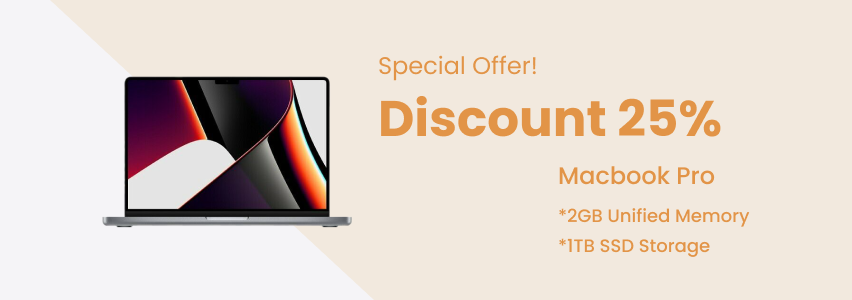 Special Offer!
Discount 25%
Macbook Pro
*2GB Unified Memory
*1TB SSD Storage